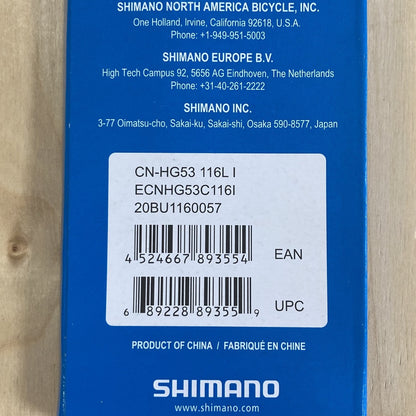 SHIMANO NORTH AMERICA BICYCLE, INC.
One Holland, Irvine, California 92618, U.S.A.
Phone: +1-949-951-5003
SHIMANO EUROPE B.V.
High Tech Campus 92, 5656 AG Eindhoven, The Netherlands
Phone: +31-40-261-2222
SHIMANO INC.
3-77 Oimatsu-cho, Sakai-ku, Sakai-shi, Osaka 590-8577, Japan
CN-HG53 116L I
ECNHG53C116I
20BU1160057
4 524667 893554 EAN
6 89228 89355 9 UPC
PRODUCT OF CHINA / FABRIQUÉ EN CHINE
SHIMANO
www.shimano.com